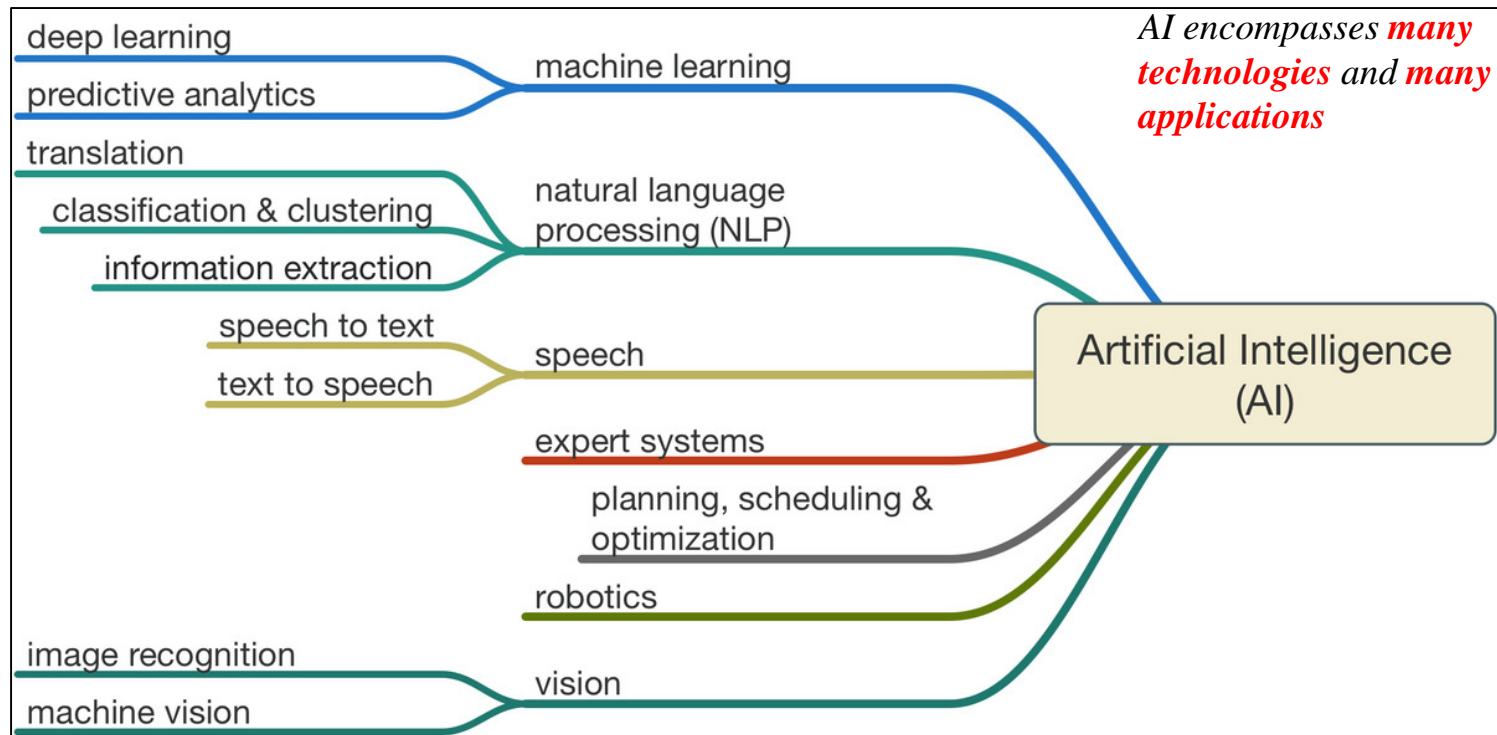 AI encompasses many
technologies and many
applications
deep learning
predictive analytics
machine learning
translation
classification & clustering
information extraction
natural language
processing (NLP)
speech to text
text to speech
speech
expert systems
planning, scheduling &
optimization
robotics
image recognition
machine vision
vision
Artificial Intelligence
(AI)